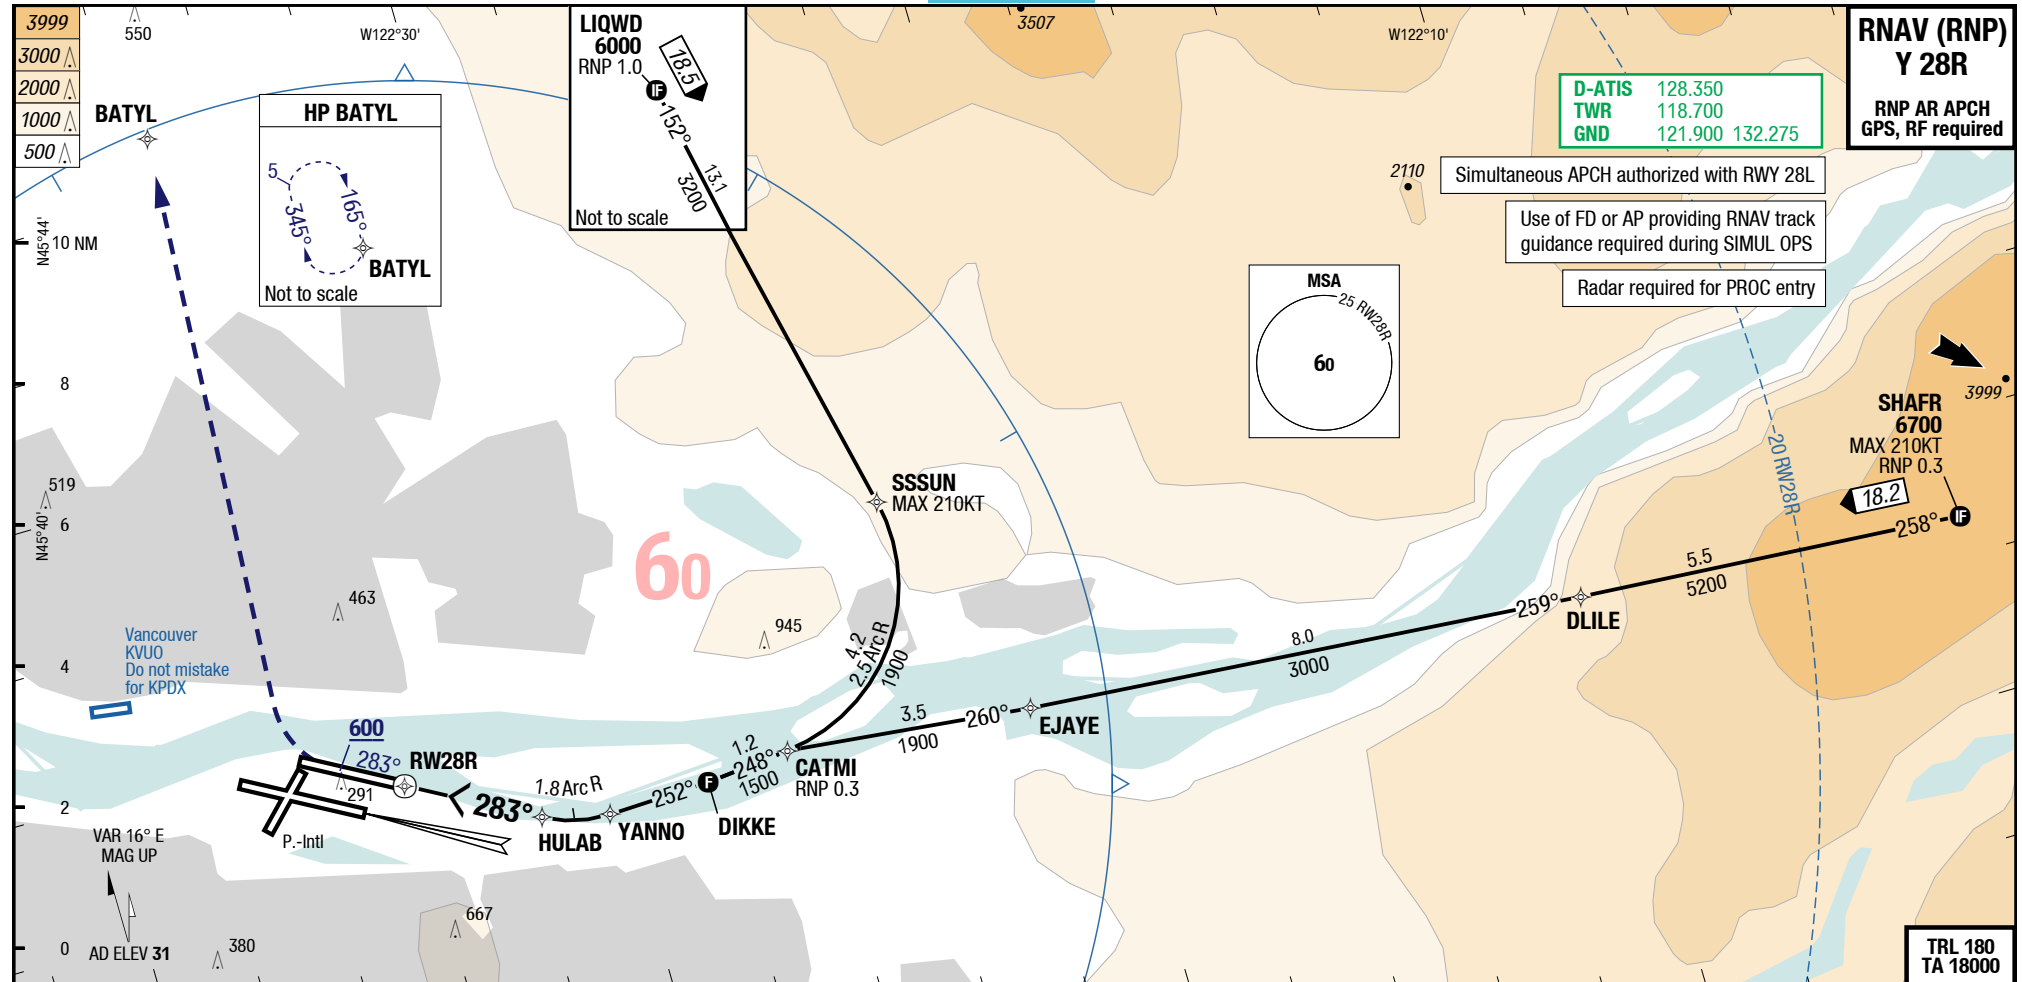 3999
3000
2000
1000
500
550
W122°30'
BATYL
HP BATYL
5
345°
165°
BATYL
Not to scale
LIQWD
6000
RNP 1.0
IF
18.5
152°
13.1
3200
Not to scale
3507
W122°10'
RNAV (RNP)
Y 28R
RNP AR APCH
GPS, RF required
D-ATIS 128.350
TWR 118.700
GND 121.900 132.275
2110
Simultaneous APCH authorized with RWY 28L
Use of FD or AP providing RNAV track
guidance required during SIMUL OPS
Radar required for PROC entry
MSA
25 RW28R
60
N45°44'
10 NM
8
6
4
2
0
N45°40'
519
463
60
945
SSSUN
MAX 210KT
4.2
2.5 Arc R
1900
3999
SHAFR
6700
MAX 210KT
RNP 0.3
18.2
IF
258°
20 RW28R
5.5
5200
DLILE
259°
8.0
3000
EJAYE
260°
3.5
1900
CATMI
RNP 0.3
1.2
248°
1500
F
DIKKE
252°
YANNO
1.8 Arc R
HULAB
283°
RW28R
600
283°
291
P.-Intl
Vancouver
KVUO
Do not mistake
for KPDX
VAR 16° E
MAG UP
AD ELEV 31
380
667
TRL 180
TA 18000